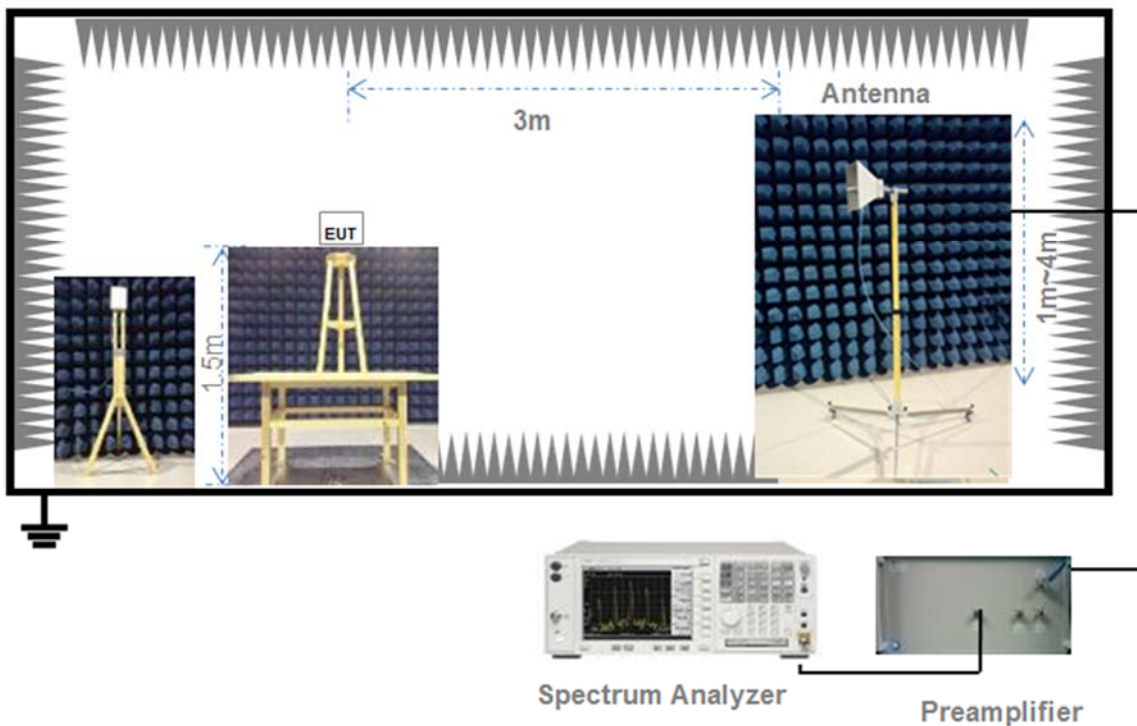 3m
Antenna
EUT
1.5m
1m~4m
Spectrum Analyzer
Preamplifier